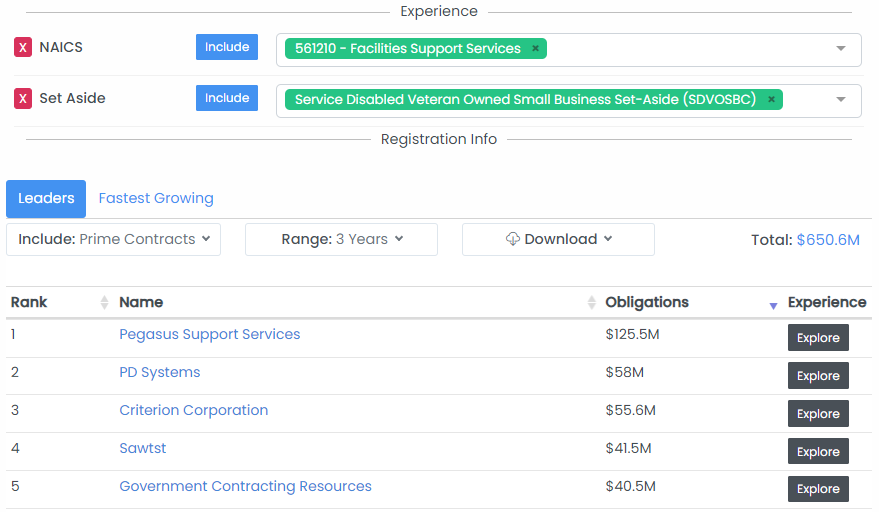 Experience
X NAICS Include 561210 - Facilities Support Services ×
X Set Aside Include Service Disabled Veteran Owned Small Business Set-Aside (SDVOSBC) ×
Registration Info
Leaders Fastest Growing
Include: Prime Contracts Range: 3 Years Download Total: $650.6M
Rank Name Obligations Experience
1 Pegasus Support Services $125.5M Explore
2 PD Systems $58M Explore
3 Criterion Corporation $55.6M Explore
4 Sawtst $41.5M Explore
5 Government Contracting Resources $40.5M Explore